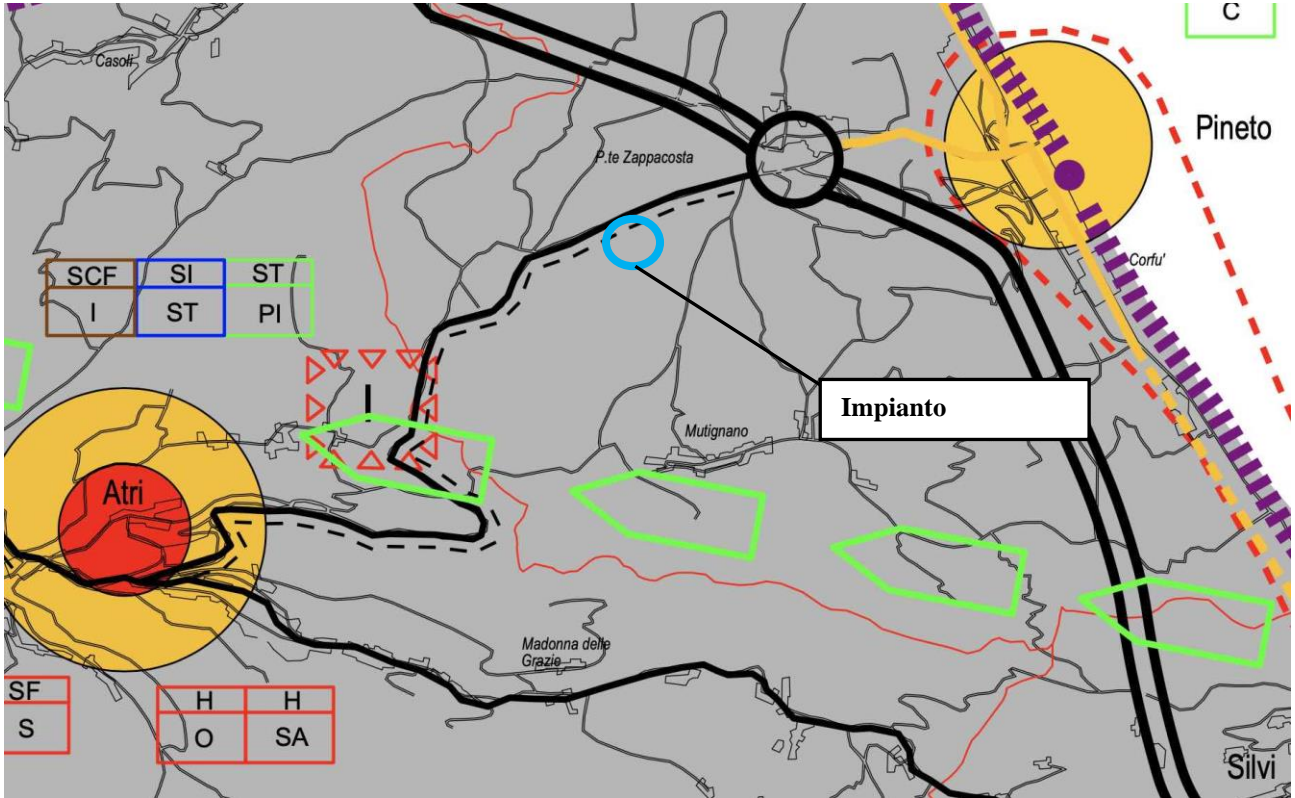 C
Casoli
Pineto
P.te Zappacosta
Corfu'
SCF SI ST
I ST PI
I
Impianto
Mutignano
Atri
Madonna delle
Grazie
SF
S
H H
O SA
Silvi